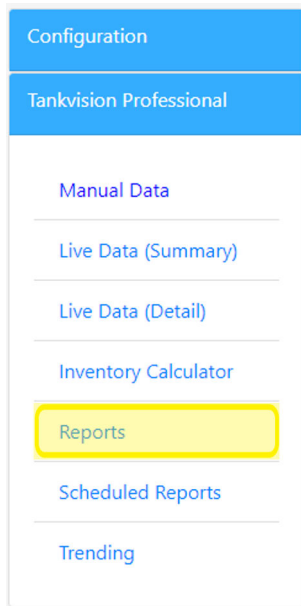 Configuration
Tankvision Professional
Manual Data
Live Data (Summary)
Live Data (Detail)
Inventory Calculator
Reports
Scheduled Reports
Trending